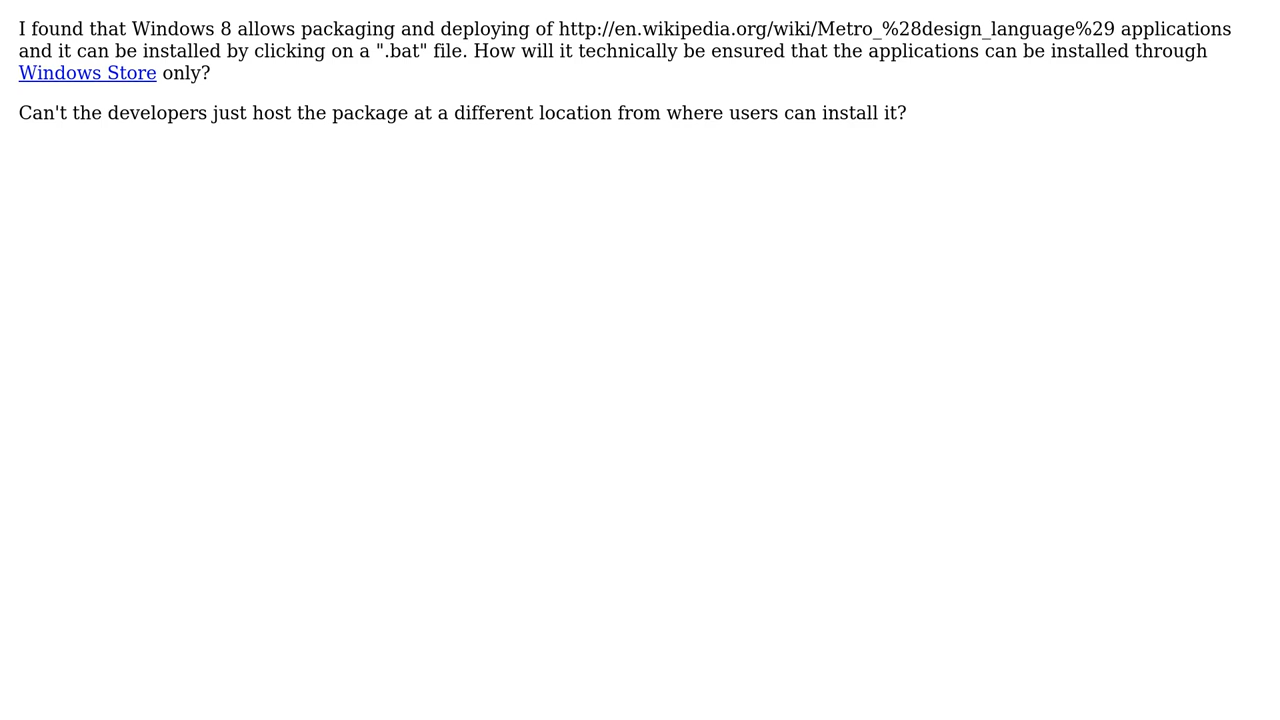 I found that Windows 8 allows packaging and deploying of http://en.wikipedia.org/wiki/Metro_%28design_language%29 applications
and it can be installed by clicking on a ".bat" file. How will it technically be ensured that the applications can be installed through
Windows Store only?
Can't the developers just host the package at a different location from where users can install it?